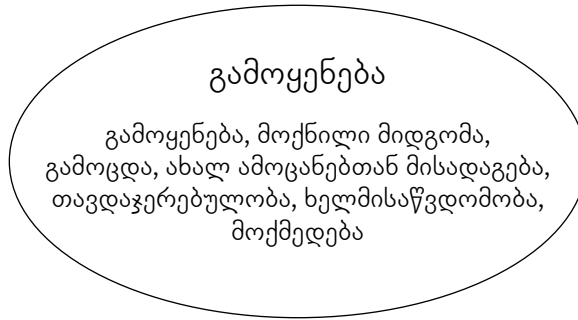 გამოყენება
გამოყენება, მოქნილი მიდგომა,
გამოცდა, ახალ ამოცანებთან მისადაგება,
თავდაჯერებულობა, ხელმისაწვდომობა,
მოქმედება